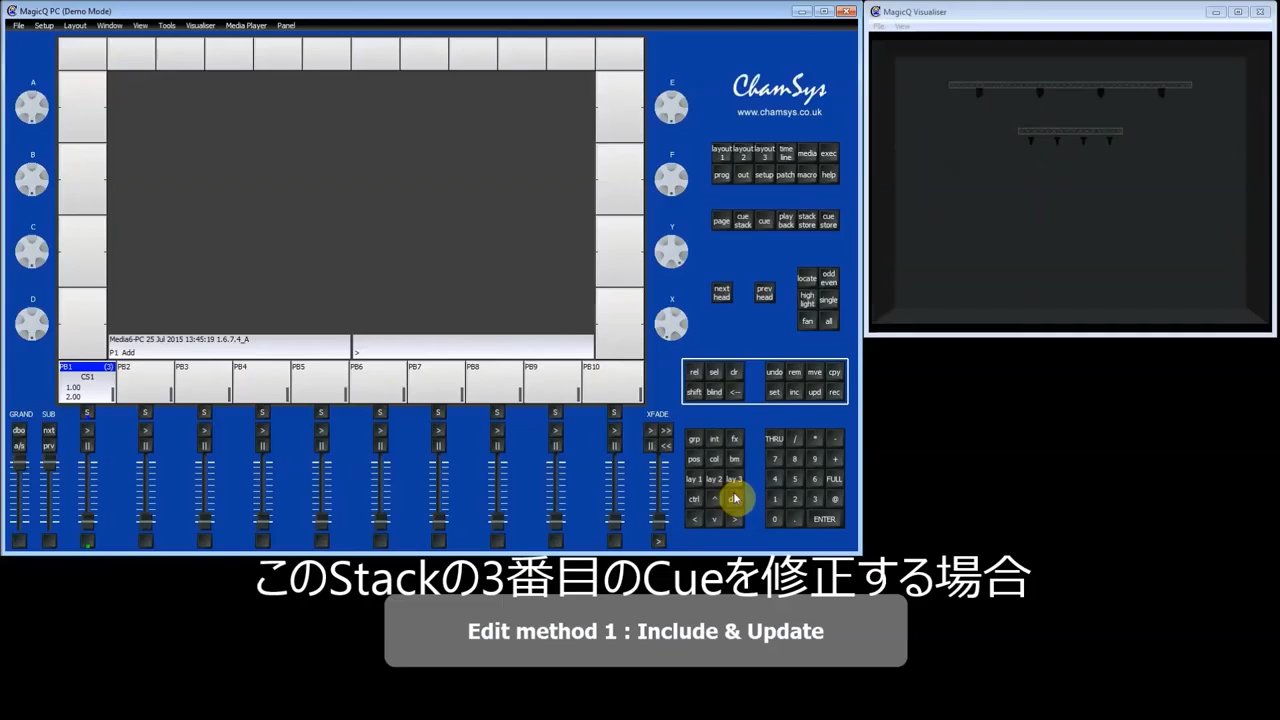 MagicQ PC (Demo Mode)
File Setup Layout Window View Tools Visualiser Media Player Panel
MagicQ Visualiser
File View
A
B
C
D
E
F
Y
X
ChamSys
www.chamsys.co.uk
layout 1 layout 2 layout 3 time line media exec
prog out setup patch macro help
page cue stack cue play back stack store cue store
next head prev head
locate odd even
high light single
fan all
Media6-PC 25 Jul 2015 13:45:19 1.6.7.4_A
P1 Add
>
PB1 (3) PB2 PB3 PB4 PB5 PB6 PB7 PB8 PB9 PB10
CS1
1.00
2.00
rel sel clr undo rem mve cpy
shift blind <-- set inc upd rec
GRAND SUB XFADE
S S S S S S S S S S
dbo nxt > > > > > > > > > > > >>
a/s prv || || || || || || || || || || || <<
>
grp int fx THRU / * -
pos col bm 7 8 9 +
lay 1 lay 2 lay 3 4 5 6 FULL
ctrl ^ 1 2 3 @
< v > 0 . ENTER
このStackの3番目のCueを修正する場合
Edit method 1 : Include & Update